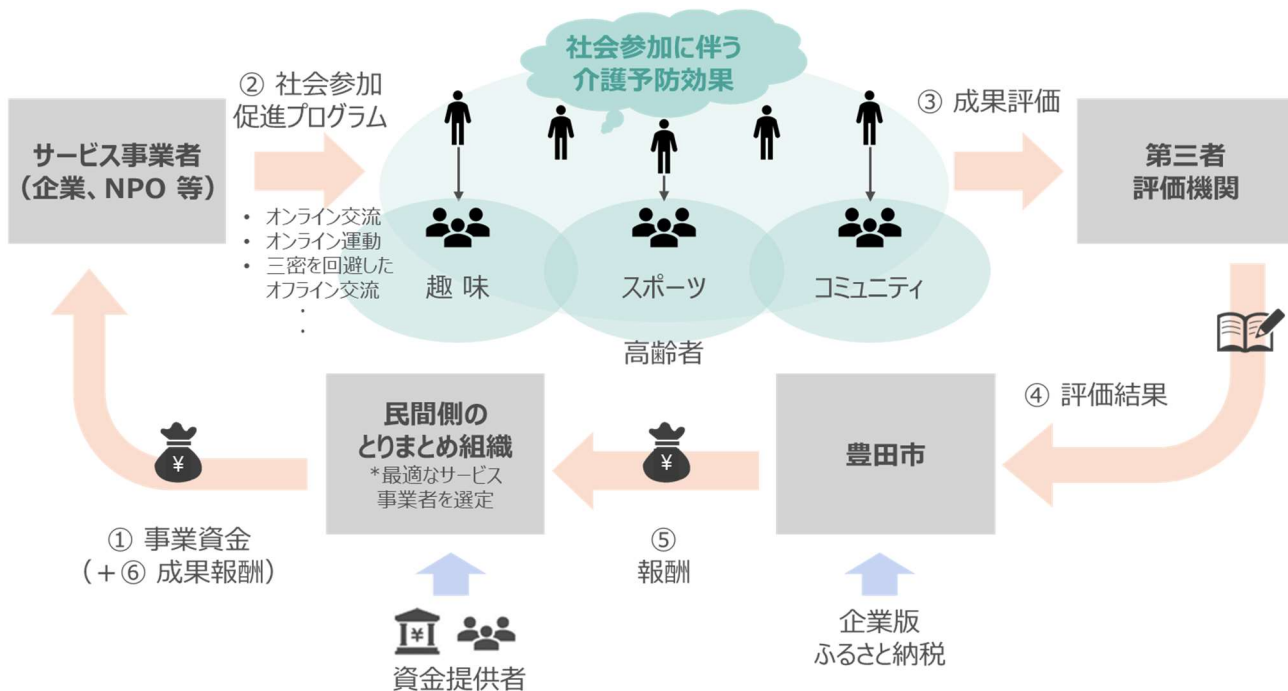 社会参加に伴う
介護予防効果
② 社会参加
促進プログラム
③ 成果評価
サービス事業者
（企業、NPO 等）
第三者
評価機関
• オンライン交流
• オンライン運動
• 三密を回避した
オフライン交流
・
・
趣 味
スポーツ
コミュニティ
高齢者
民間側の
とりまとめ組織
*最適なサービス
事業者を選定
豊田市
④ 評価結果
¥
¥
① 事業資金
（＋⑥ 成果報酬）
⑤
報酬
¥
資金提供者
企業版
ふるさと納税